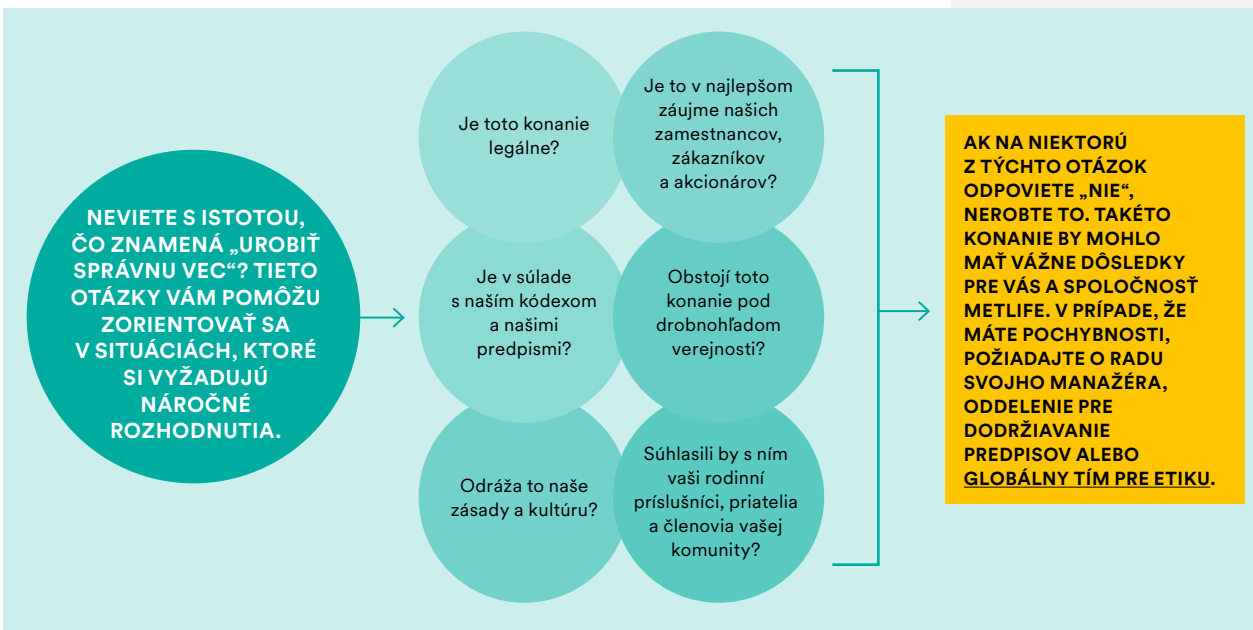 NEVIETE S ISTOTOU,
ČO ZNAMENÁ „UROBIŤ
SPRÁVNU VEC“? TIETO
OTÁZKY VÁM POMÔŽU
ZORIENTOVAŤ SA
V SITUÁCIÁCH, KTORÉ
SI VYŽADUJÚ
NÁROČNÉ
ROZHODNUTIA.
Je toto konanie
legálne?
Je to v najlepšom
záujme našich
zamestnancov,
zákazníkov
a akcionárov?
Je v súlade
s naším kódexom
a našimi
predpismi?
Obstojí toto
konanie pod
drobnohľadom
verejnosti?
Odráža to naše
zásady a kultúru?
Súhlasili by s ním
vaši rodinní
príslušníci, priatelia
a členovia vašej
komunity?
AK NA NIEKTORÚ
Z TÝCHTO OTÁZOK
ODPOVIETE „NIE“,
NEROBTE TO. TAKÉTO
KONANIE BY MOHLO
MAŤ VÁŽNE DÔSLEDKY
PRE VÁS A SPOLOČNOSŤ
METLIFE. V PRÍPADE, ŽE
MÁTE POCHYBNOSTI,
POŽIADAJTE O RADU
SVOJHO MANAŽÉRA,
ODDELENIE PRE
DODRŽIAVANIE
PREDPISOV ALEBO
GLOBÁLNY TÍM PRE ETIKU.